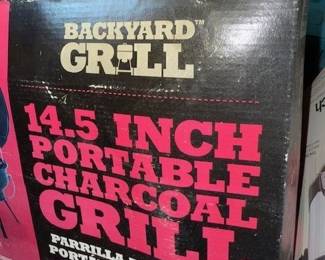 BACKYARD™
GRILL
14.5 INCH
PORTABLE
CHARCOAL
GRILL
PARRILLA